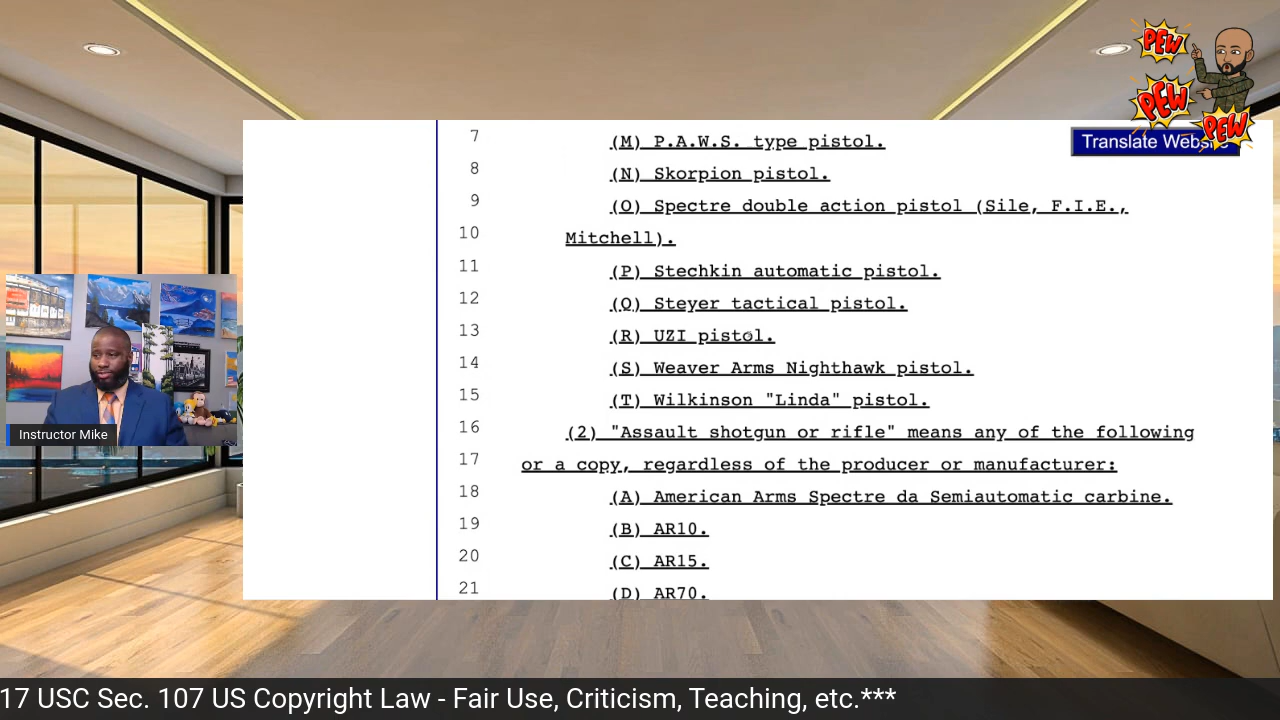 PEW
PEW
PEW
Translate Website
7 (M) P.A.W.S. type pistol.
8 (N) Skorpion pistol.
9 (O) Spectre double action pistol (Sile, F.I.E.,
10 Mitchell).
11 (P) Stechkin automatic pistol.
12 (Q) Steyer tactical pistol.
13 (R) UZI pistol.
14 (S) Weaver Arms Nighthawk pistol.
15 (T) Wilkinson "Linda" pistol.
16 (2) "Assault shotgun or rifle" means any of the following
17 or a copy, regardless of the producer or manufacturer:
18 (A) American Arms Spectre da Semiautomatic carbine.
19 (B) AR10.
20 (C) AR15.
21 (D) AR70.
Instructor Mike
17 USC Sec. 107 US Copyright Law - Fair Use, Criticism, Teaching, etc.***